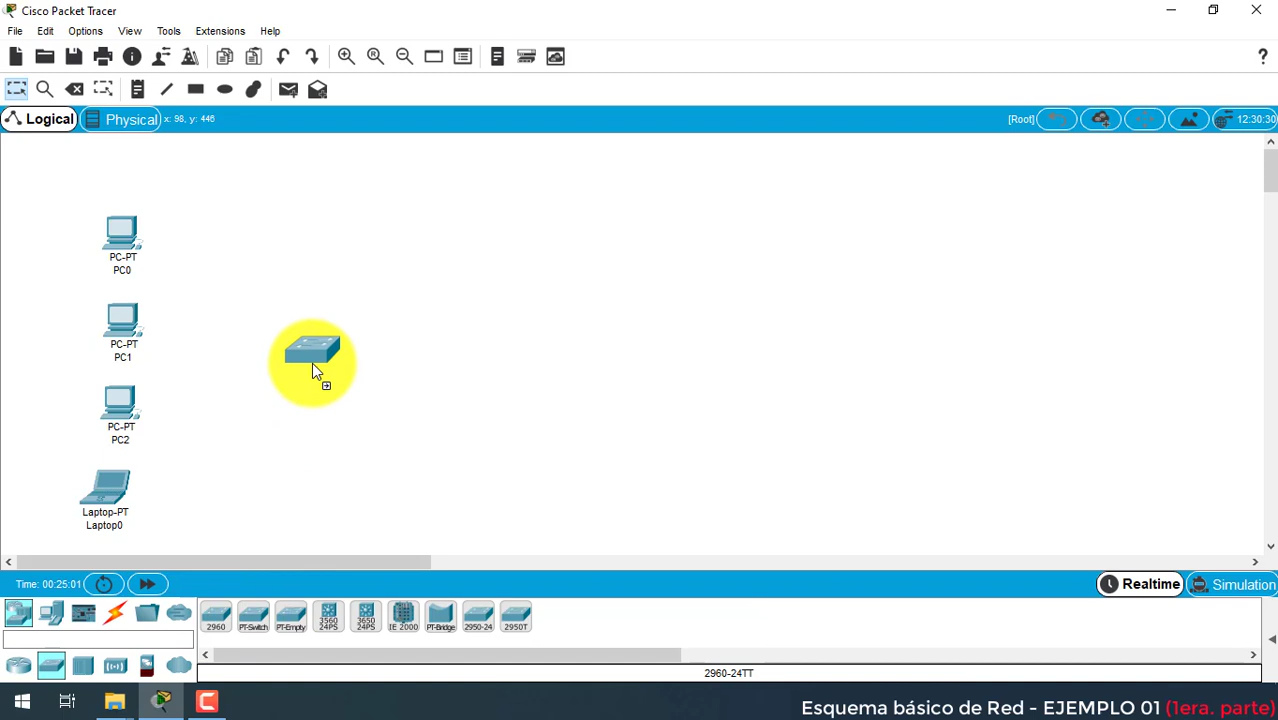 Cisco Packet Tracer
File Edit Options View Tools Extensions Help
Logical Physical x: 98, y: 446 [Root] 12:30:30
PC-PT
PC0
PC-PT
PC1
PC-PT
PC2
Laptop-PT
Laptop0
Time: 00:25:01 Realtime Simulation
2960 PT-Switch PT-Empty 3560 24PS 3650 24PS IE 2000 PT-Bridge 2950-24 2950T
2960-24TT
Esquema básico de Red - EJEMPLO 01 (1era. parte)